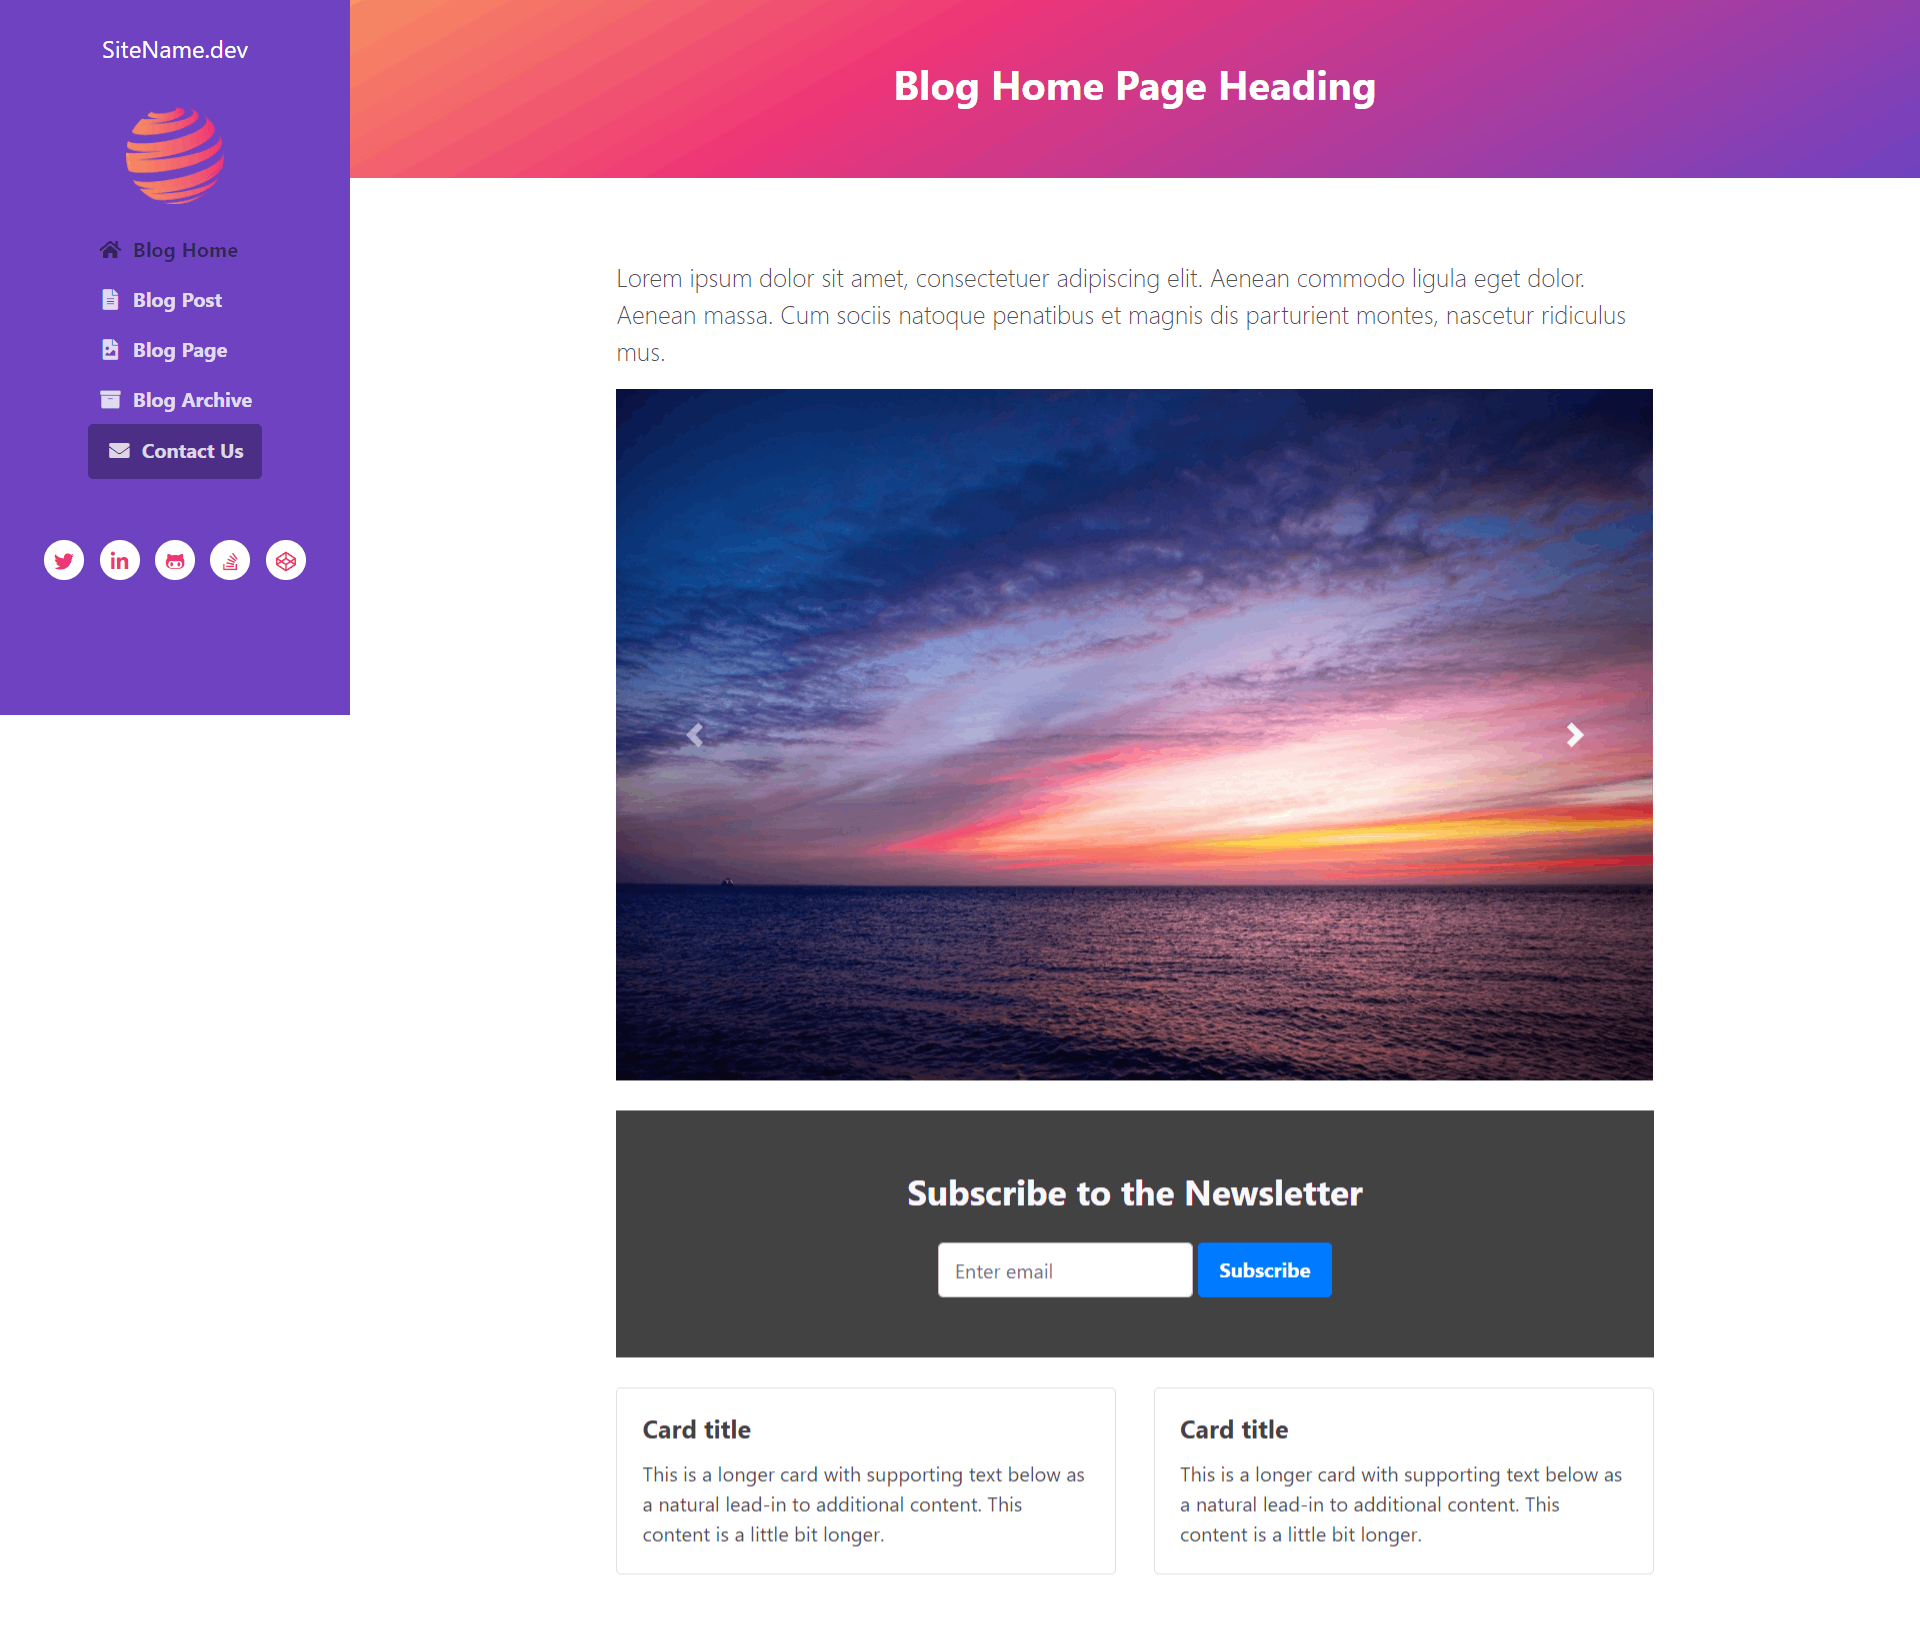 SiteName.dev
Blog Home
Blog Post
Blog Page
Blog Archive
Contact Us
Blog Home Page Heading
Lorem ipsum dolor sit amet, consectetuer adipiscing elit. Aenean commodo ligula eget dolor.
Aenean massa. Cum sociis natoque penatibus et magnis dis parturient montes, nascetur ridiculus
mus.
Subscribe to the Newsletter
Enter email
Subscribe
Card title
This is a longer card with supporting text below as
a natural lead-in to additional content. This
content is a little bit longer.
Card title
This is a longer card with supporting text below as
a natural lead-in to additional content. This
content is a little bit longer.